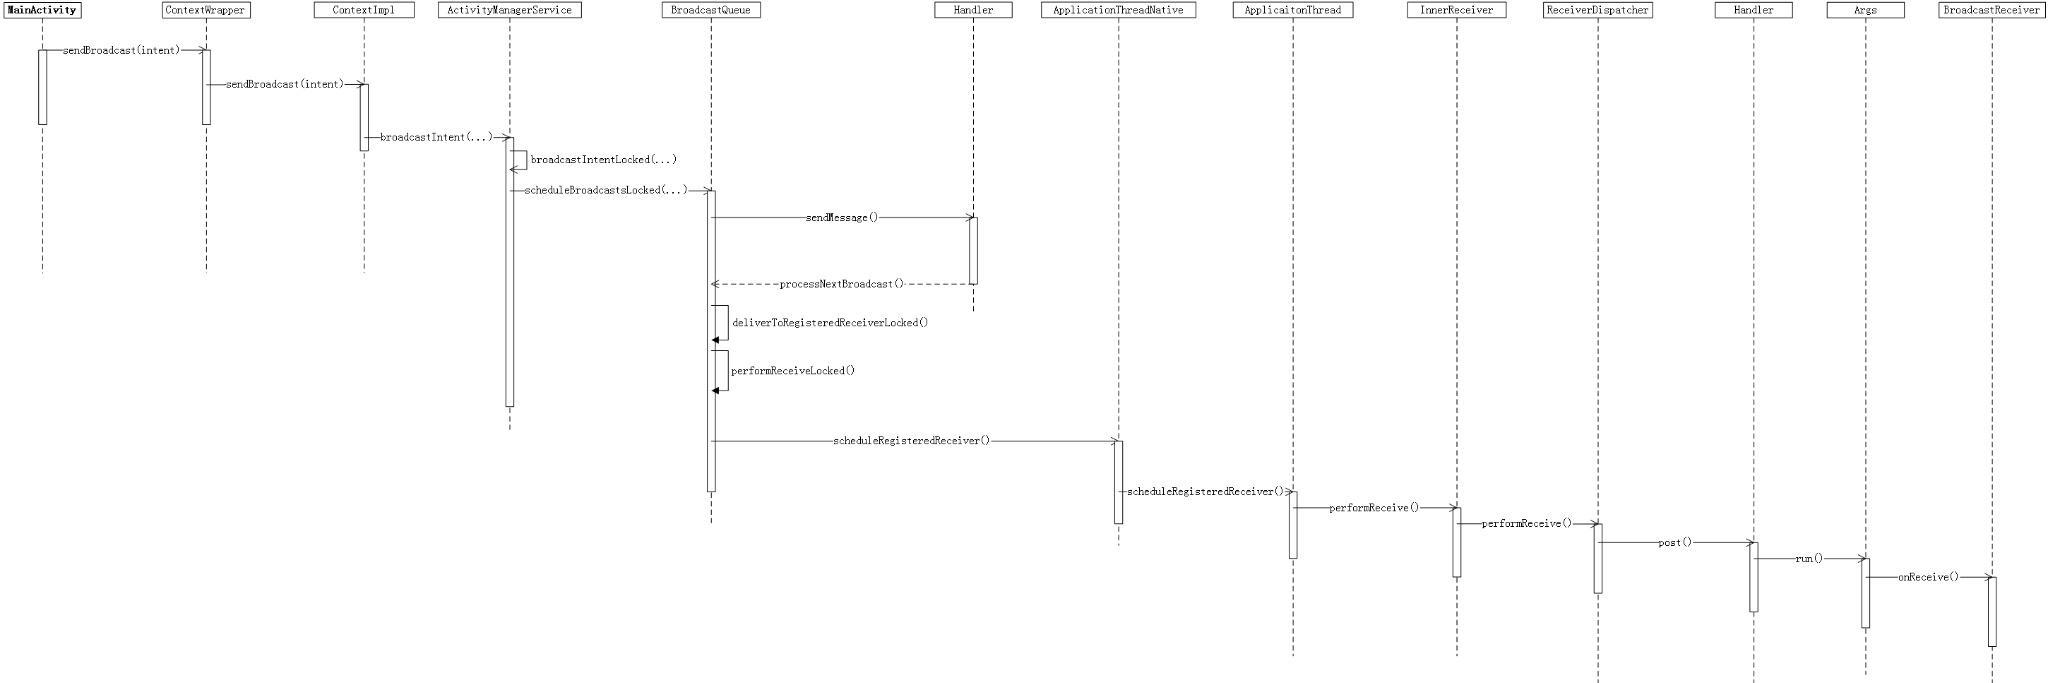 MainActivity
ContextWrapper
ContextImpl
ActivityManagerService
BroadcastQueue
Handler
ApplicationThreadNative
ApplicaitonThread
InnerReceiver
ReceiverDispatcher
Handler
Args
BroadcastReceiver
sendBroadcast(intent)
sendBroadcast(intent)
broadcastIntent(...)
broadcastIntentLocked(...)
scheduleBroadcastsLocked(...)
sendMessage()
processNextBroadcast()
deliverToRegisteredReceiverLocked()
performReceiveLocked()
scheduleRegisteredReceiver()
scheduleRegisteredReceiver()
performReceive()
performReceive()
post()
run()
onReceive()